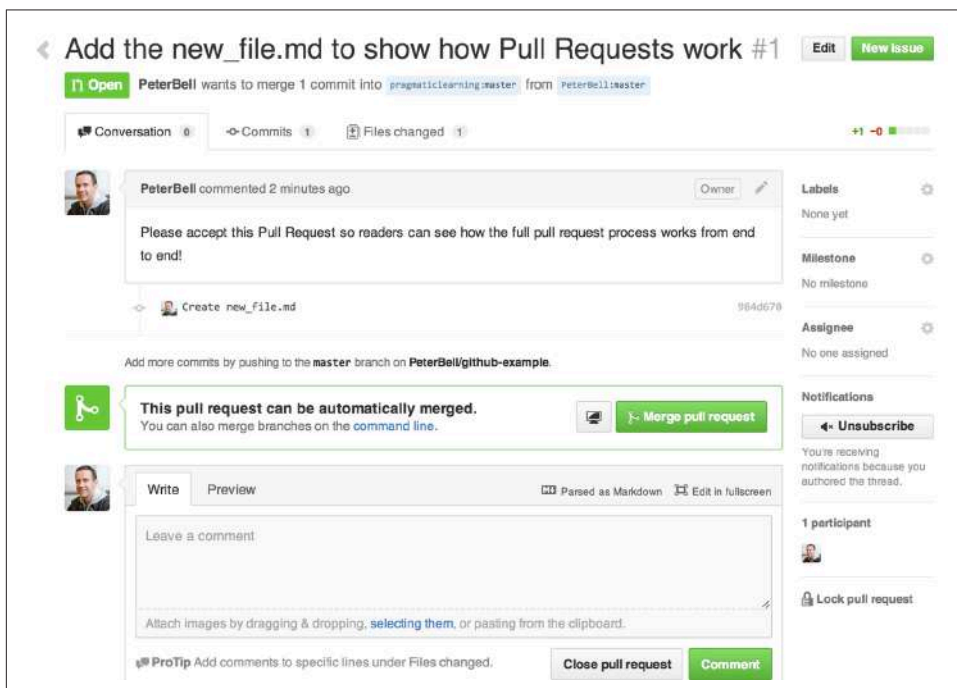 Add the new_file.md to show how Pull Requests work #1
Edit
New issue
Open
PeterBell wants to merge 1 commit into pragmaticlearning:master from PeterBell:master
Conversation 0
Commits 1
Files changed 1
+1 −0
PeterBell commented 2 minutes ago
Owner
Please accept this Pull Request so readers can see how the full pull request process works from end
to end!
Create new_file.md
964d670
Add more commits by pushing to the master branch on PeterBell/github-example.
This pull request can be automatically merged.
You can also merge branches on the command line.
Merge pull request
Write
Preview
Parsed as Markdown
Edit in fullscreen
Leave a comment
Attach images by dragging & dropping, selecting them, or pasting from the clipboard.
ProTip Add comments to specific lines under Files changed.
Close pull request
Comment
Labels
None yet
Milestone
No milestone
Assignee
No one assigned
Notifications
Unsubscribe
You're receiving
notifications because you
authored the thread.
1 participant
Lock pull request